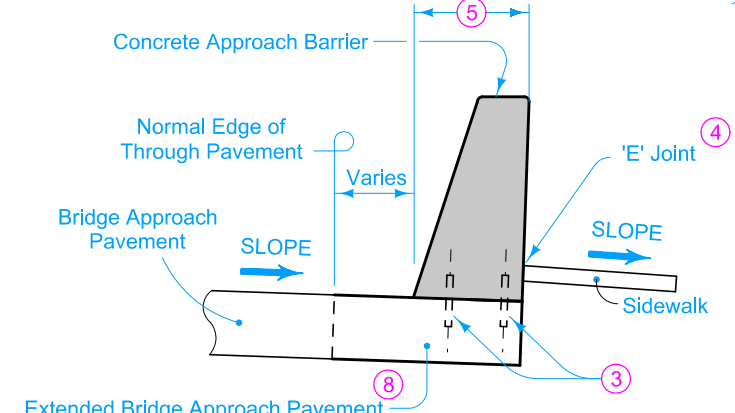 5
Concrete Approach Barrier
4
Normal Edge of
Through Pavement
'E' Joint
Varies
Bridge Approach
Pavement
SLOPE
SLOPE
Sidewalk
3
8
Extended Bridge Approach Pavement